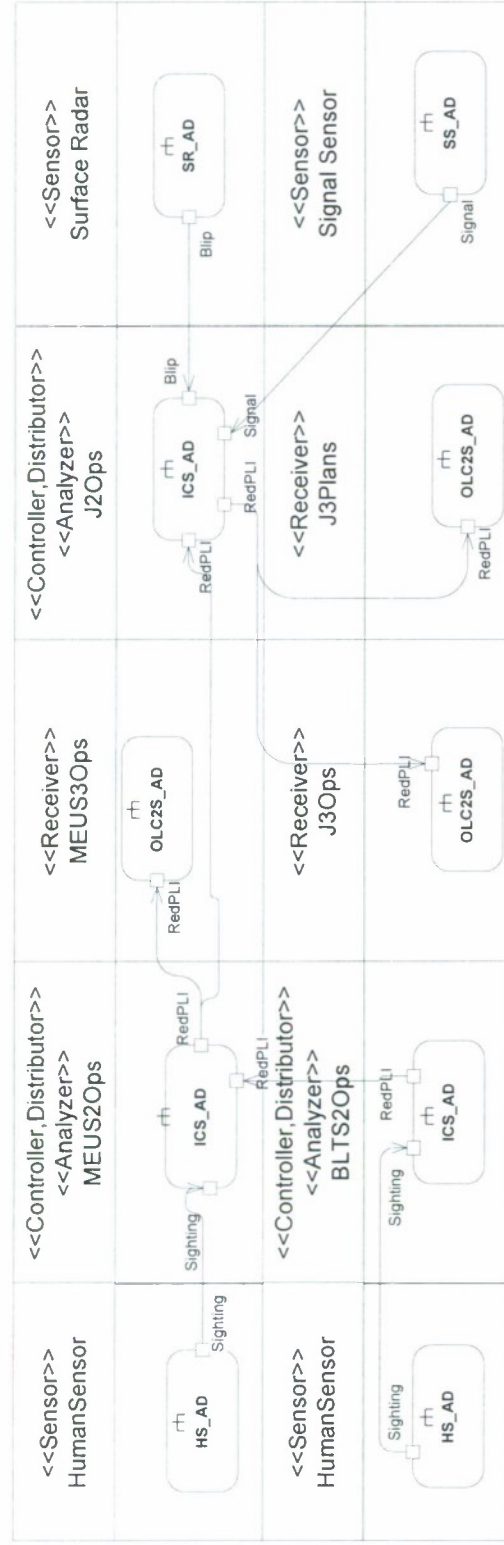 <<Sensor>>
HumanSensor
<<Controller,Distributor>>
<<Analyzer>>
MEUS2Ops
<<Receiver>>
MEUS3Ops
<<Controller,Distributor>>
<<Analyzer>>
J2Ops
<<Sensor>>
Surface Radar
HS_AD
Sighting
Sighting
ICS_AD
RedPLI
RedPLI
RedPLI
OLC2S_AD
RedPLI
ICS_AD
Blip
Signal
RedPLI
Blip
SR_AD
<<Sensor>>
HumanSensor
<<Controller,Distributor>>
<<Analyzer>>
BLTS2Ops
<<Receiver>>
J3Ops
<<Receiver>>
J3Plans
<<Sensor>>
Signal Sensor
Sighting
HS_AD
Sighting
ICS_AD
RedPLI
RedPLI
OLC2S_AD
RedPLI
OLC2S_AD
Signal
SS_AD